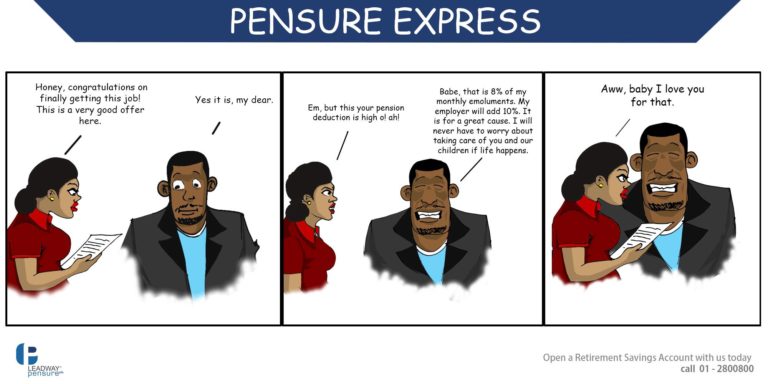 PENSURE EXPRESS
Honey, congratulations on
finally getting this job!
This is a very good offer
here.
Yes it is, my dear.
Em, but this your pension
deduction is high o! ah!
Babe, that is 8% of my
monthly emoluments. My
employer will add 10%. It
is for a great cause. I will
never have to worry about
taking care of you and our
children if life happens.
Aww, baby I love you
for that.
LEADWAY
pensure
Open a Retirement Savings Account with us today
call 01 - 2800800